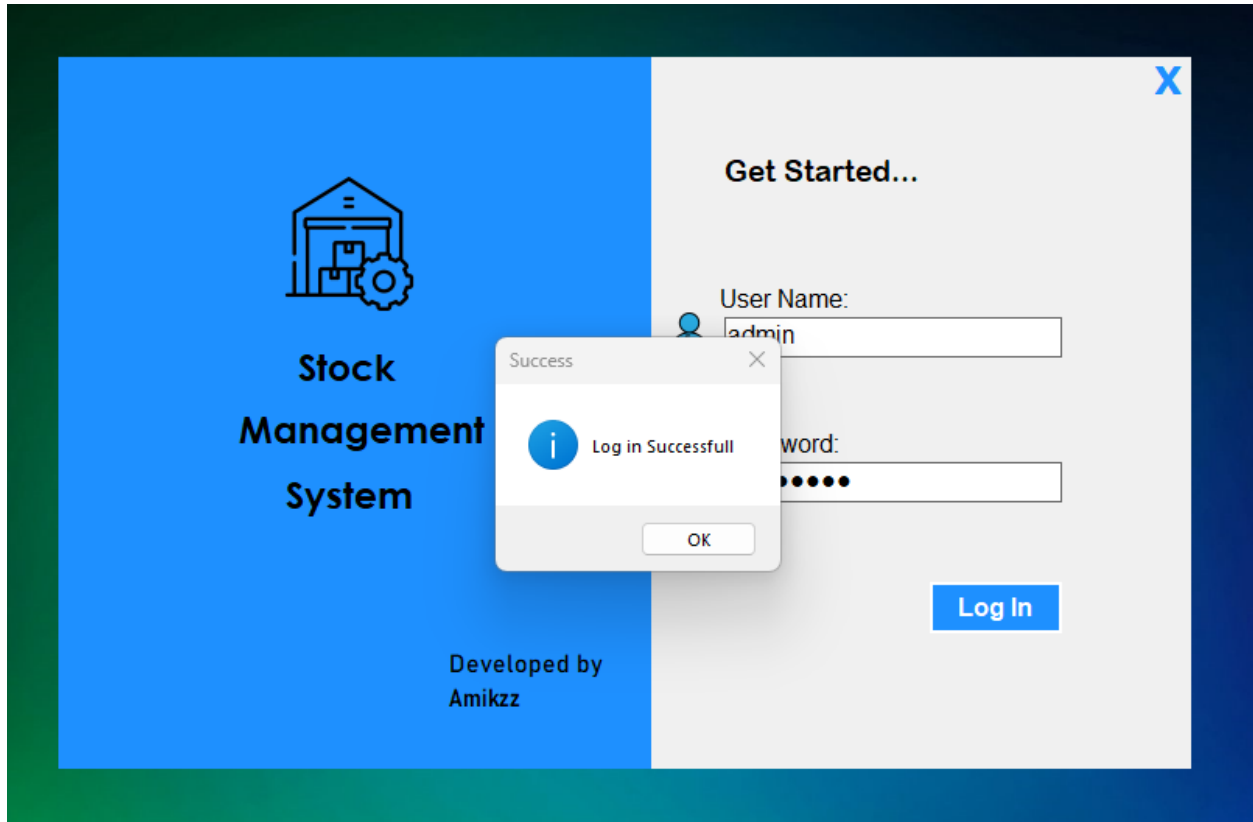 X
Get Started...
Stock
Management
System
User Name:
admin
Success
Log in Successfull
OK
word:
•••••
Log In
Developed by
Amikzz